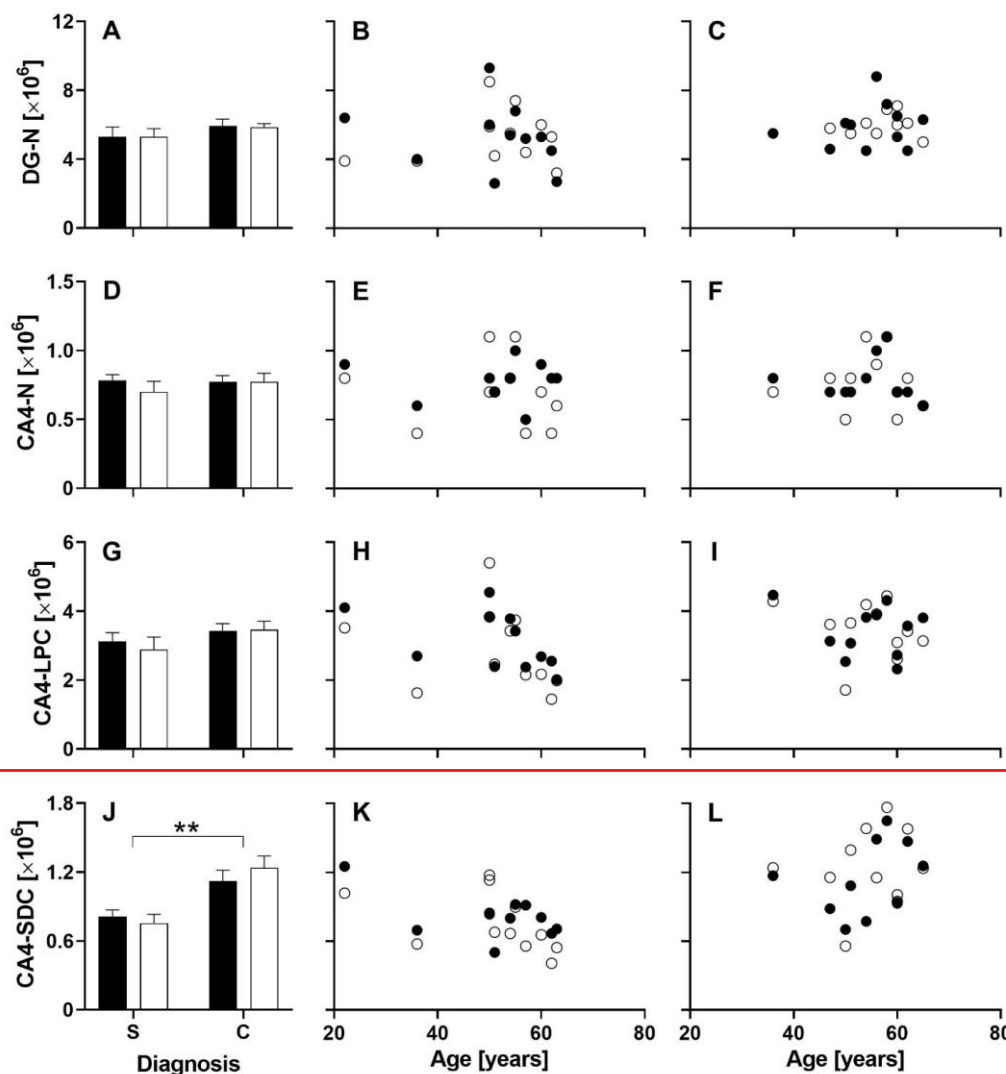 A
B
C
DG-N [×10⁶]
12
8
4
0
D
E
F
CA4-N [×10⁶]
1.5
1.0
0.5
0
G
H
I
CA4-LPC [×10⁶]
6
4
2
0
J
K
L
**
CA4-SDC [×10⁶]
1.8
1.2
0.6
0
S C
20 40 60 80
20 40 60 80
Diagnosis
Age [years]
Age [years]